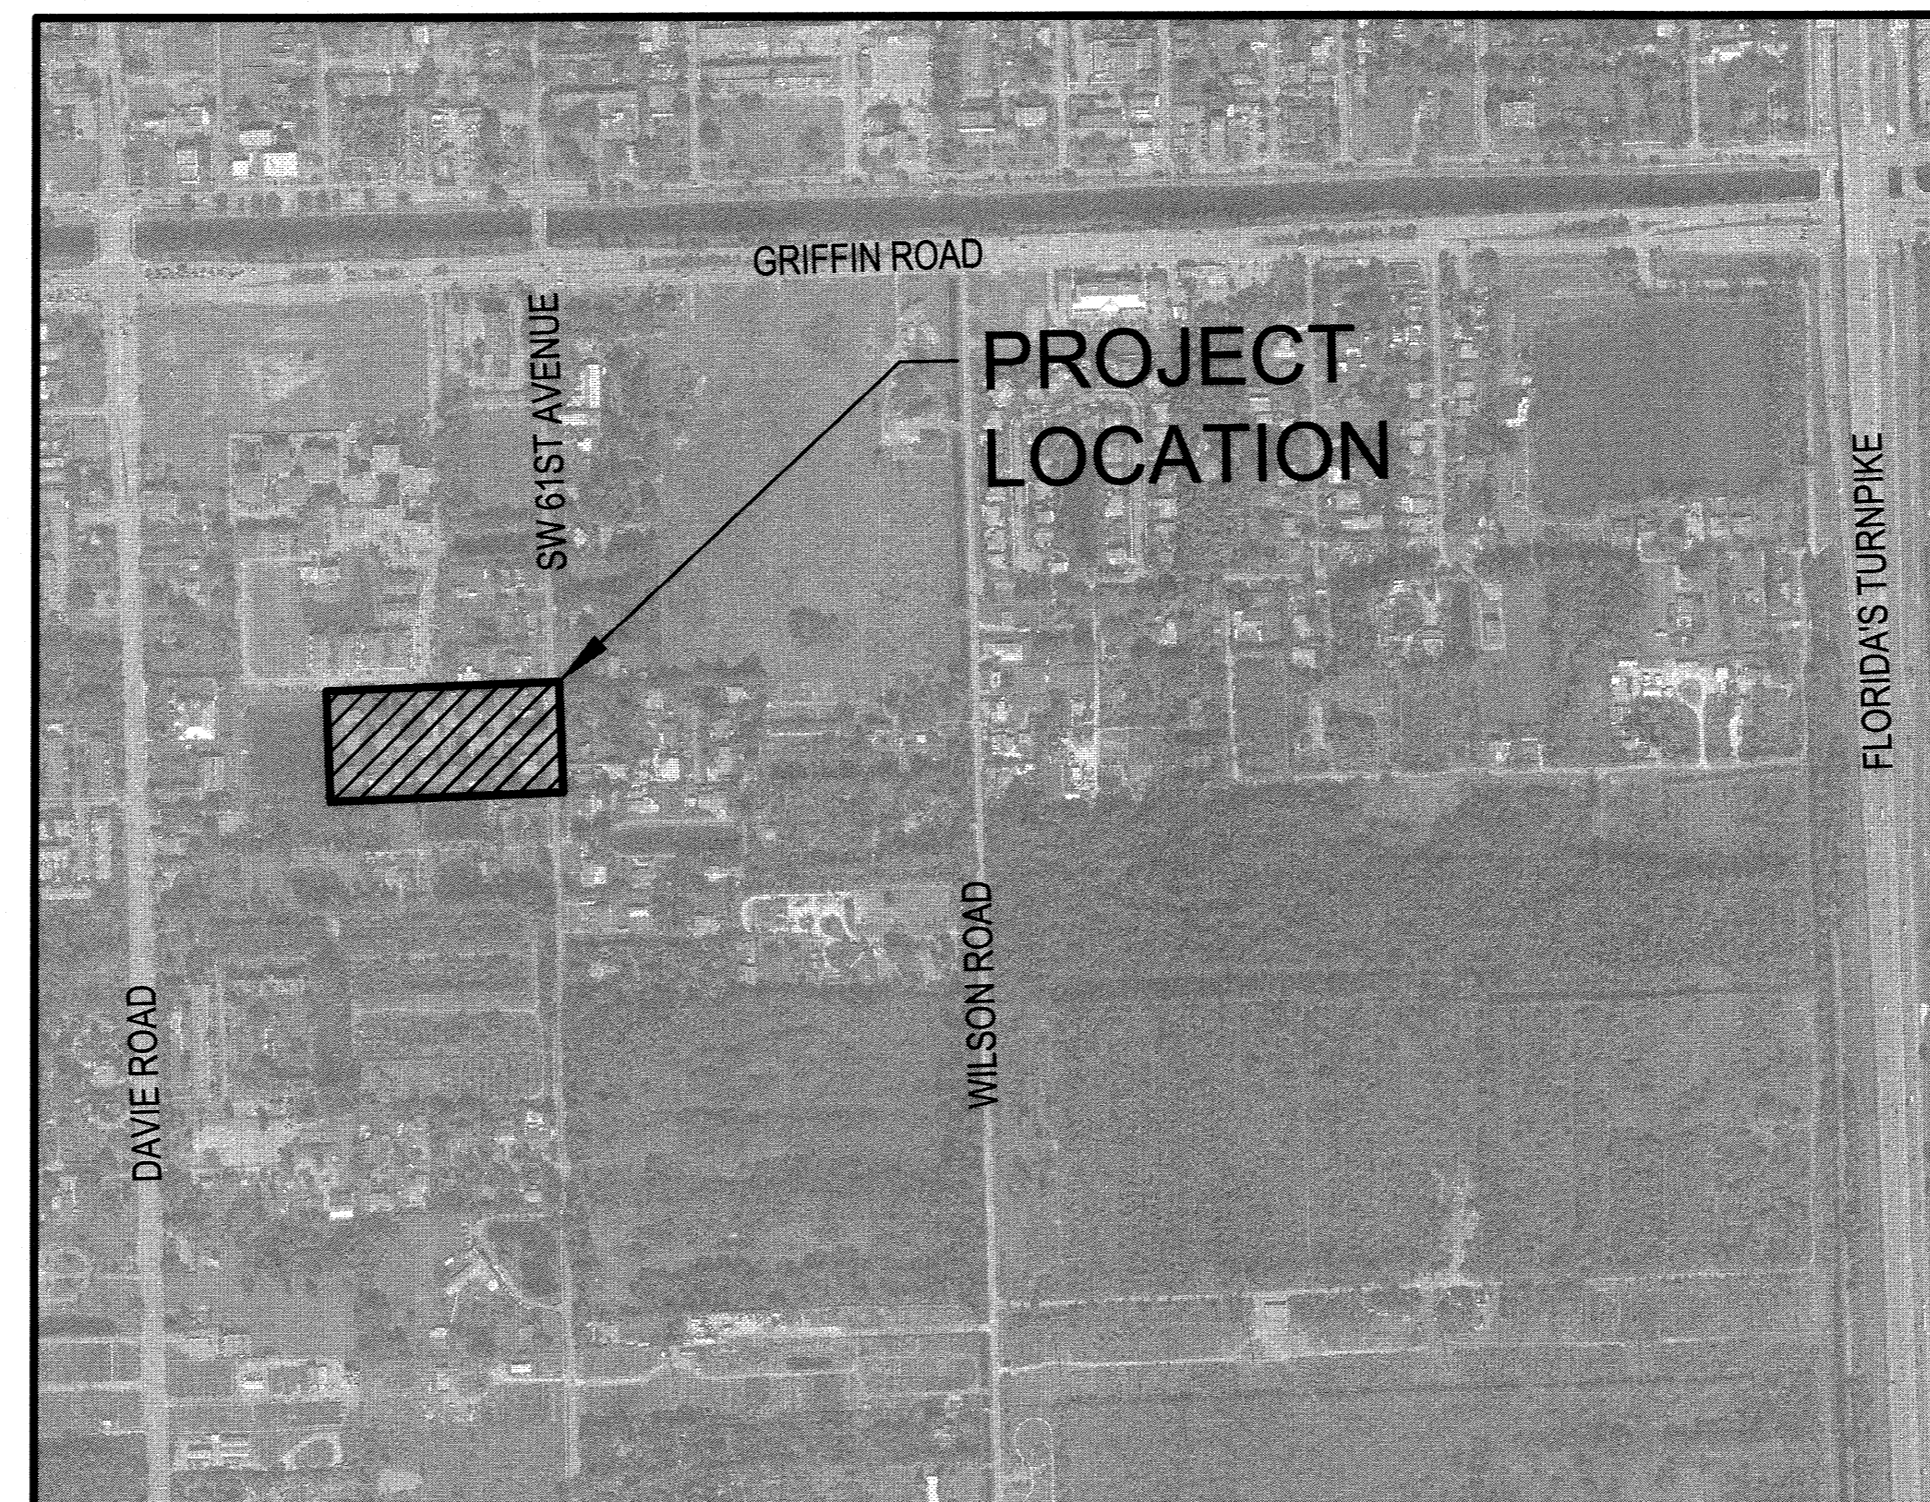 GRIFFIN ROAD
SW 61ST AVENUE
PROJECT
LOCATION
FLORIDA'S TURNPIKE
WILSON ROAD
DAVIE ROAD